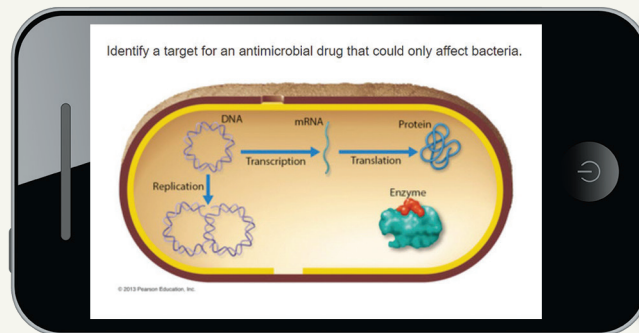 Identify a target for an antimicrobial drug that could only affect bacteria.
DNA
mRNA
Protein
Transcription
Translation
Replication
Enzyme
© 2013 Pearson Education, Inc.